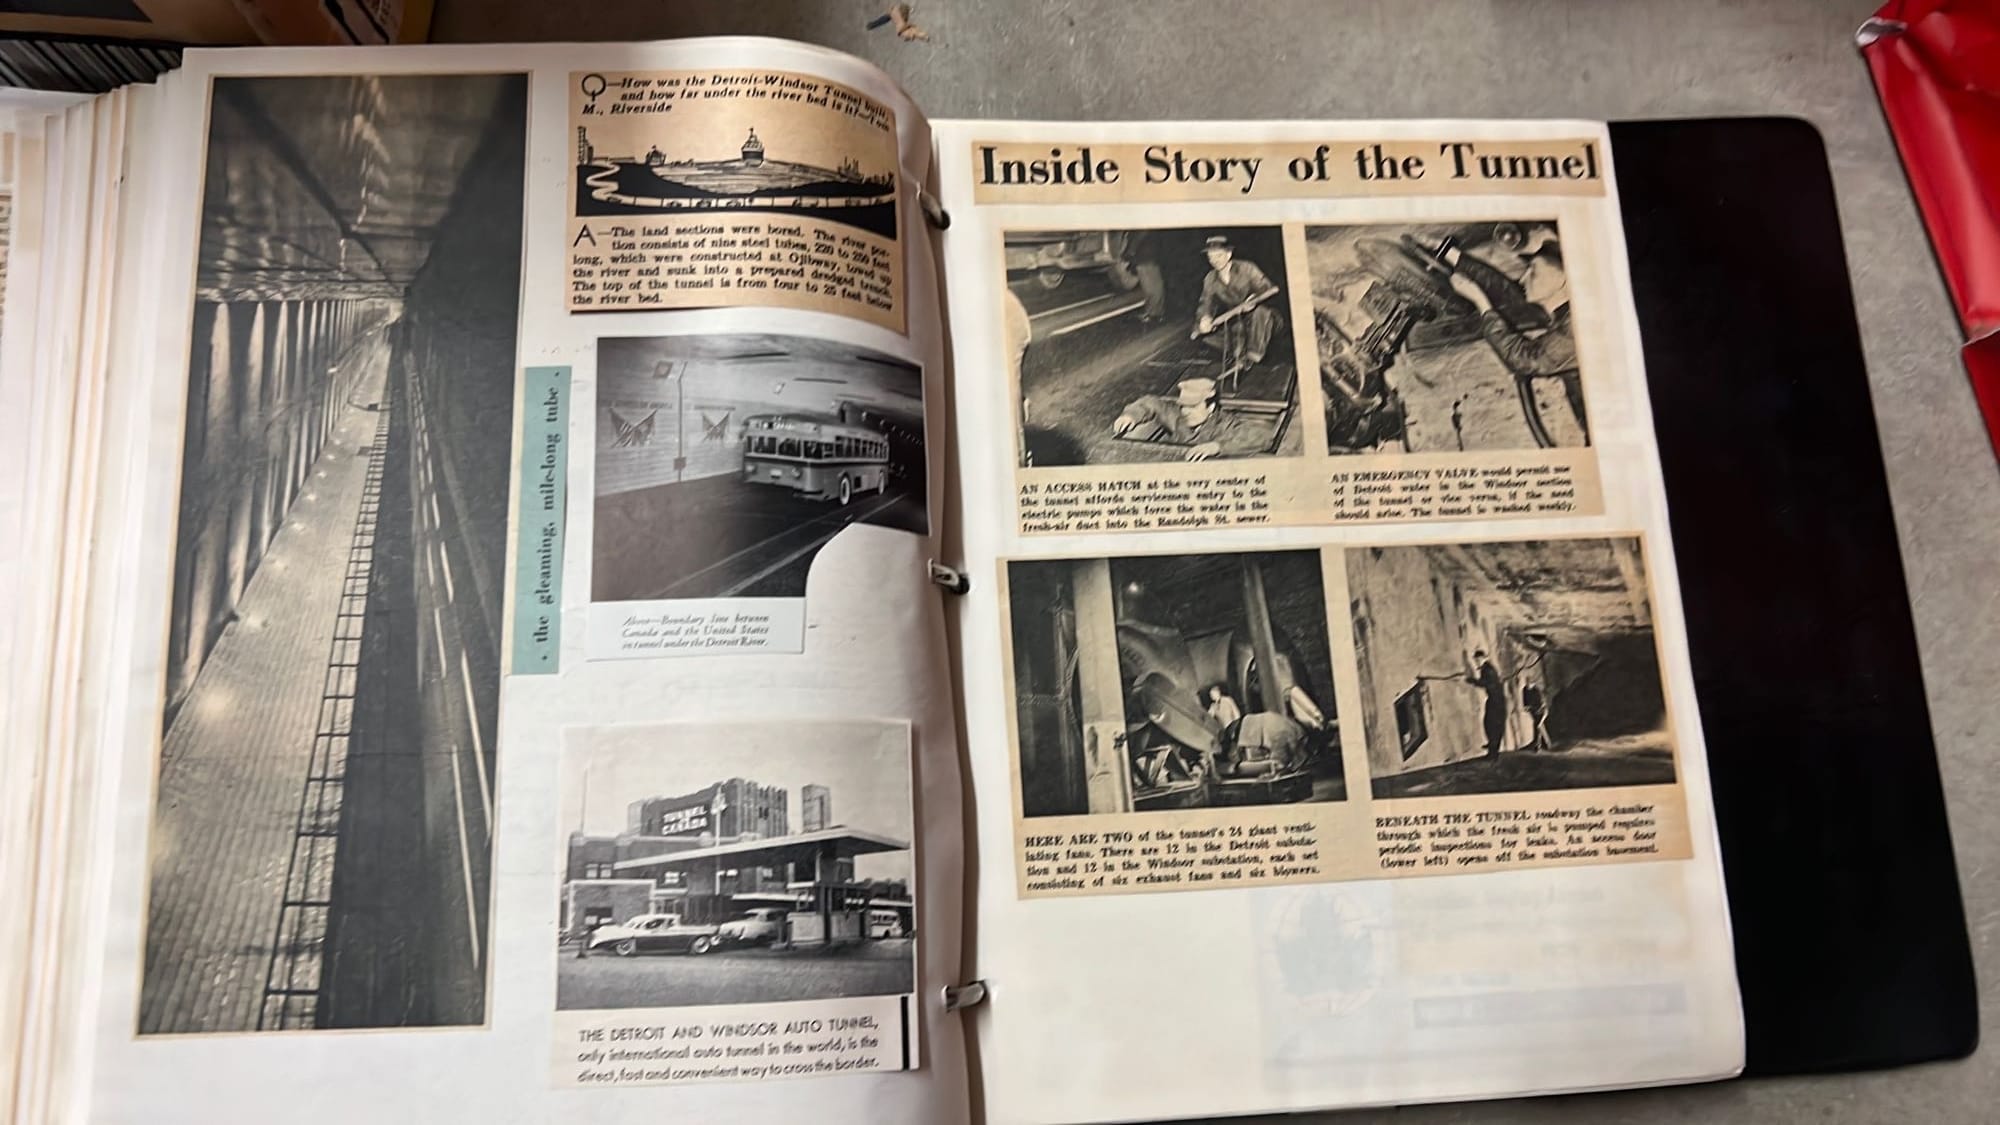 Q—How was the Detroit-Windsor Tunnel built,
and how far under the river bed is it?—Tom
M., Riverside
A—The land sections were bored. The river por-
tion consists of nine steel tubes, 220 to 250 feet
long, which were constructed at Ojibway, towed up
the river and sunk into a prepared dredged trench.
The top of the tunnel is from four to 25 feet below
the river bed.
• the gleaming, mile-long tube •
Above—Boundary line between
Canada and the United States
in tunnel under the Detroit River.
TUNNEL
TO
CANADA
THE DETROIT AND WINDSOR AUTO TUNNEL,
only international auto tunnel in the world, is the
direct, fast and convenient way to cross the border.
Inside Story of the Tunnel
AN ACCESS HATCH at the very center of
the tunnel affords servicemen entry to the
electric pumps which force the water in the
fresh-air duct into the Randolph St. sewer.
AN EMERGENCY VALVE would permit use
of Detroit water in the Windsor section
of the tunnel or vice versa, if the need
should arise. The tunnel is washed weekly.
HERE ARE TWO of the tunnel's 24 giant venti-
lating fans. There are 12 in the Detroit substa-
tion and 12 in the Windsor substation, each set
consisting of six exhaust fans and six blowers.
BENEATH THE TUNNEL roadway the chamber
through which the fresh air is pumped requires
periodic inspections for leaks. An access door
(lower left) opens off the substation basement.